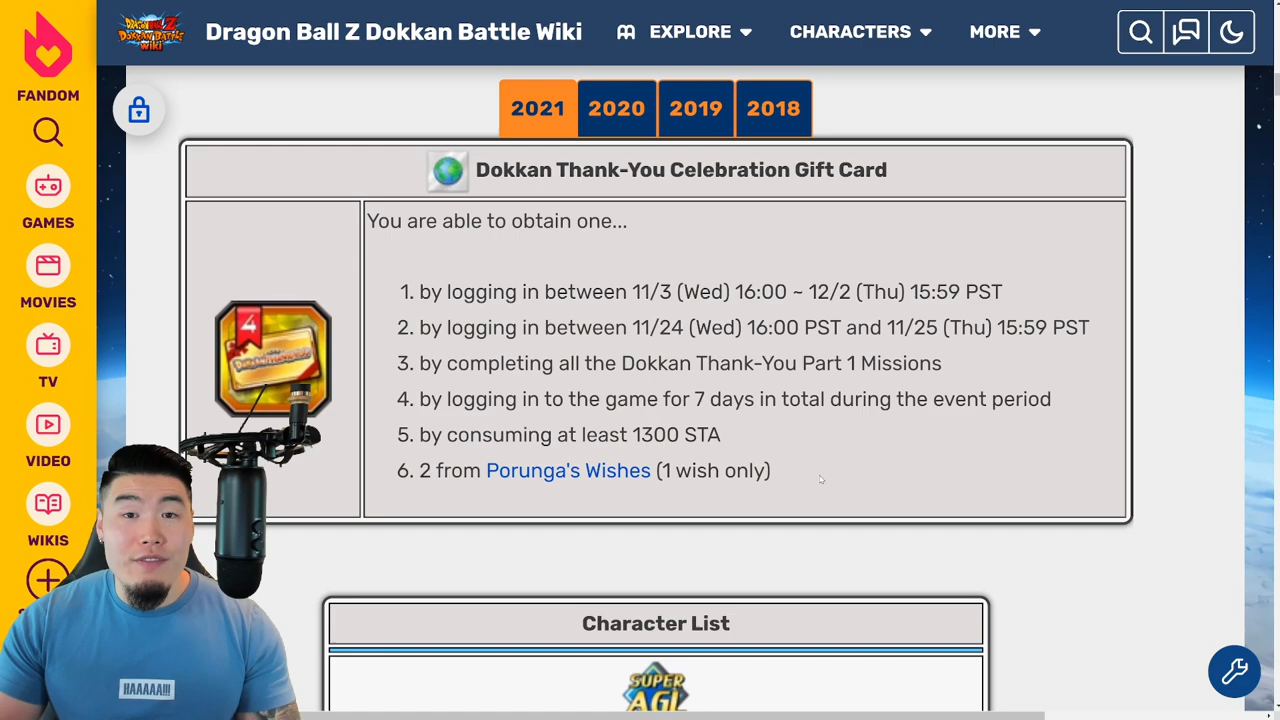 Dragon Ball Z Dokkan Battle Wiki
EXPLORE
CHARACTERS
MORE
FANDOM
GAMES
MOVIES
TV
VIDEO
WIKIS
2021
2020
2019
2018
Dokkan Thank-You Celebration Gift Card
4
You are able to obtain one...
1. by logging in between 11/3 (Wed) 16:00 ~ 12/2 (Thu) 15:59 PST
2. by logging in between 11/24 (Wed) 16:00 PST and 11/25 (Thu) 15:59 PST
3. by completing all the Dokkan Thank-You Part 1 Missions
4. by logging in to the game for 7 days in total during the event period
5. by consuming at least 1300 STA
6. 2 from Porunga's Wishes (1 wish only)
Character List
SUPER
AGL
HAAAAA!!!